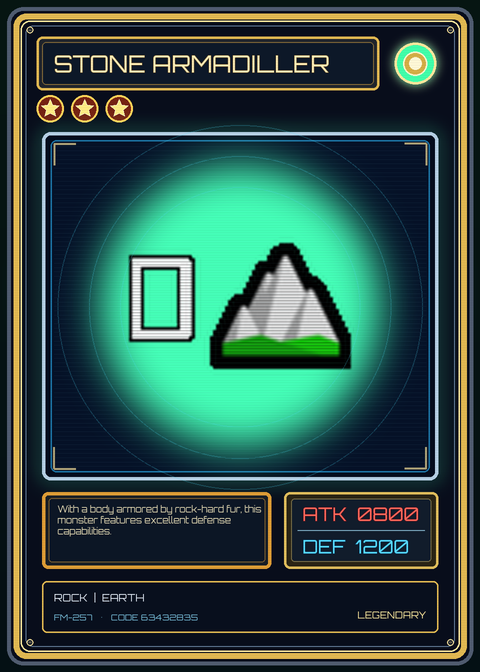 STONE ARMADILLER
With a body armored by rock-hard fur, this
monster features excellent defense
capabilities.
ATK 0800
DEF 1200
ROCK | EARTH
FM-257 · CODE 63432835
LEGENDARY